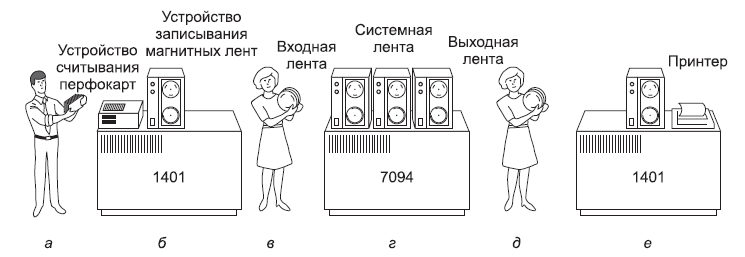 Устройство
считывания
перфокарт
Устройство
записывания
магнитных лент
Входная
лента
Системная
лента
Выходная
лента
Принтер
1401
7094
1401
а
б
в
г
д
е